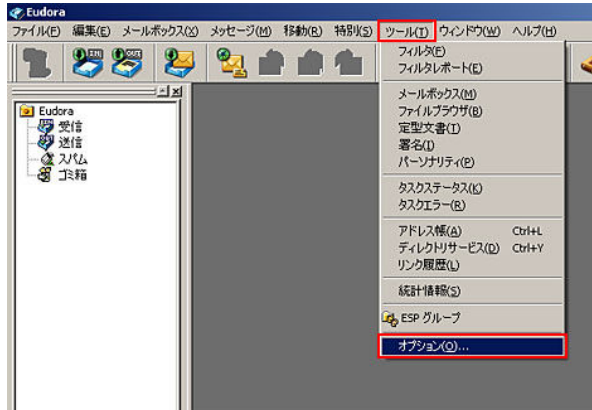 Eudora
ファイル(F) 編集(E) メールボックス(X) メッセージ(M) 移動(R) 特別(S) ツール(T) ウィンドウ(W) ヘルプ(H)
IN OUT
Eudora
受信
送信
スパム
ゴミ箱
フィルタ(F)
フィルタレポート(E)
メールボックス(M)
ファイルブラウザ(B)
定型文書(T)
署名(I)
パーソナリティ(P)
タスクステータス(K)
タスクエラー(R)
アドレス帳(A) Ctrl+L
ディレクトリサービス(D) Ctrl+Y
リンク履歴(L)
統計情報(S)
ESP グループ
オプション(O)...